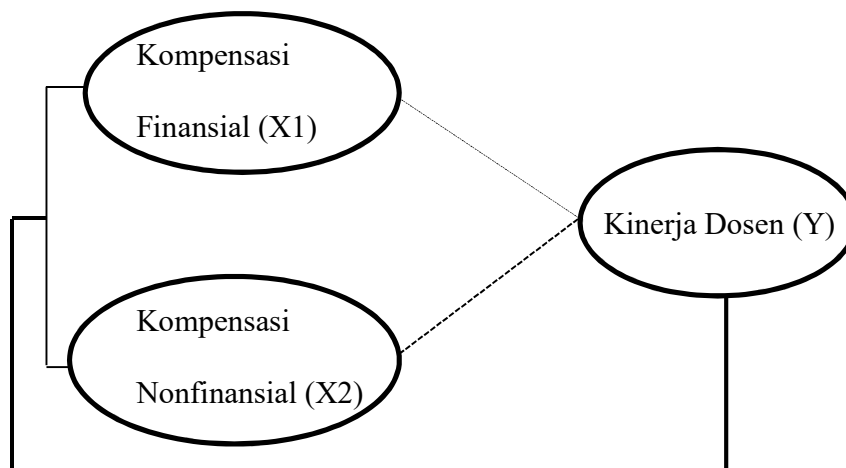 Kompensasi
Finansial (X1)
Kinerja Dosen (Y)
Kompensasi
Nonfinansial (X2)